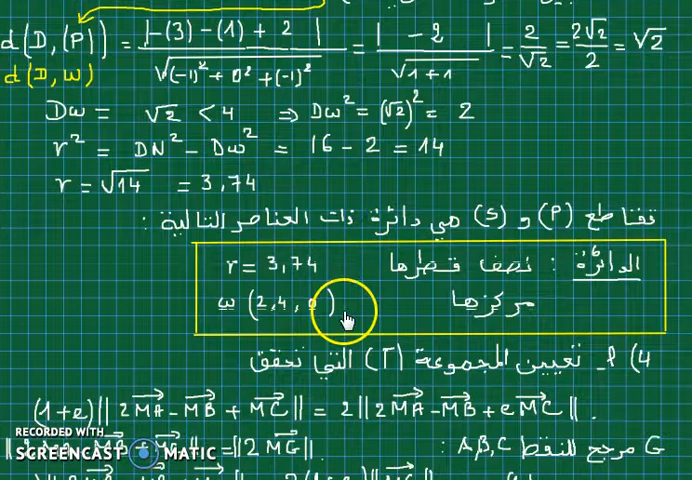 d(D,(P)) = |-(3)-(1)+2| / √((-1)²+0²+(-1)²) = |-2| / √(1+1) = 2/√2 = 2√2/2 = √2
d(D,w)
Dω = √2 < 4 ⇒ Dω² = (√2)² = 2
r² = DN² - Dω² = 16 - 2 = 14
r = √14 = 3,74
تقاطع (P) و (S) هي دائرة ذات العناصر التالية :
الدائرة : نصف قطرها r = 3,74
مركزها ω (2,4, 0)
4) أ_ تعيين المجموعة (Γ) التي تحقق
(1+e)||2MA - MB + MC|| = 2||2MA - MB + eMC||.
G مرجح للنقط A,B,C :
= ||2MG||.
RECORDED WITH
SCREENCAST MATIC